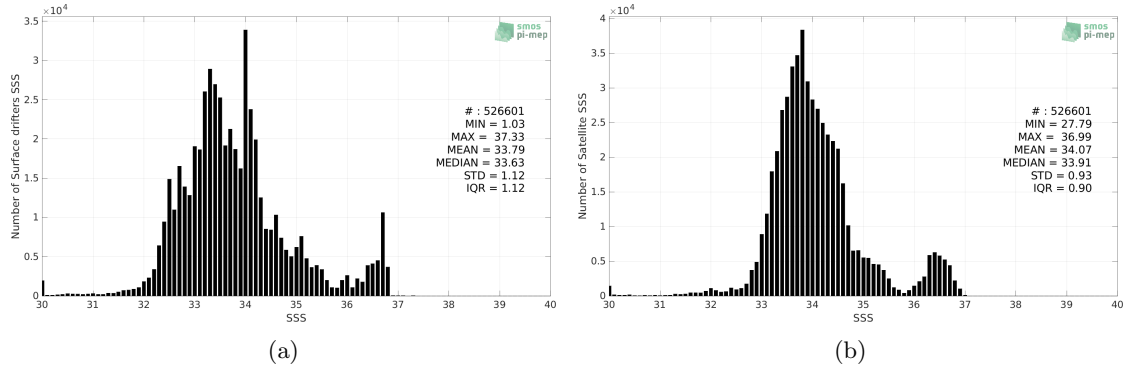 ×10⁴
3.5
3
2.5
2
1.5
1
0.5
0
Number of Surface drifters SSS
30 31 32 33 34 35 36 37 38 39 40
SSS
smos
pi-mep
# : 526601
MIN = 1.03
MAX = 37.33
MEAN = 33.79
MEDIAN = 33.63
STD = 1.12
IQR = 1.12
(a)
×10⁴
4
3.5
3
2.5
2
1.5
1
0.5
0
Number of Satellite SSS
30 31 32 33 34 35 36 37 38 39 40
SSS
smos
pi-mep
# : 526601
MIN = 27.79
MAX = 36.99
MEAN = 34.07
MEDIAN = 33.91
STD = 0.93
IQR = 0.90
(b)